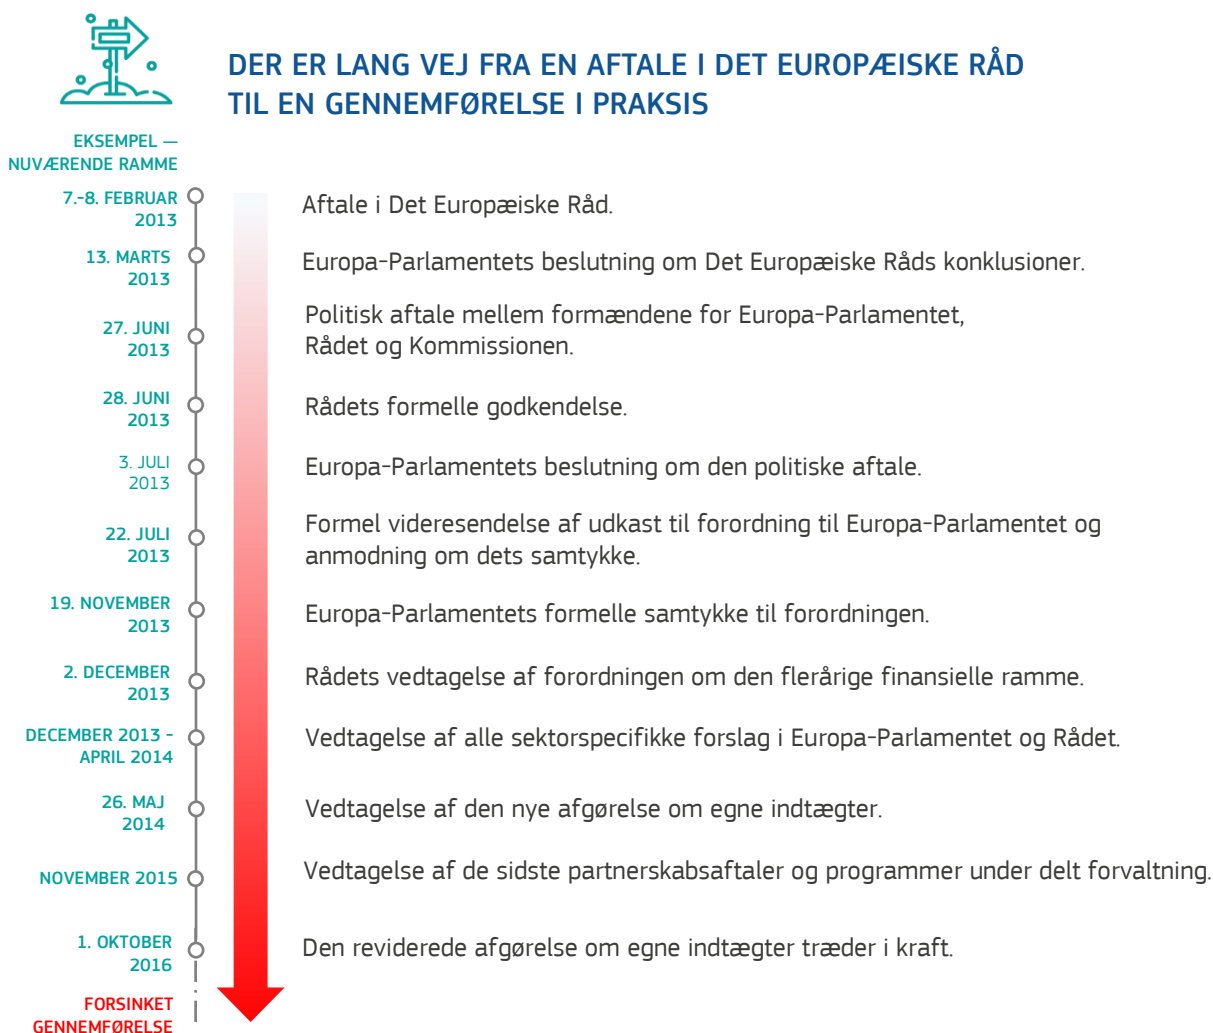 DER ER LANG VEJ FRA EN AFTALE I DET EUROPÆISKE RÅD
TIL EN GENNEMFØRELSE I PRAKSIS
EKSEMPEL —
NUVÆRENDE RAMME
7.-8. FEBRUAR
2013
Aftale i Det Europæiske Råd.
13. MARTS
2013
Europa-Parlamentets beslutning om Det Europæiske Råds konklusioner.
27. JUNI
2013
Politisk aftale mellem formændene for Europa-Parlamentet,
Rådet og Kommissionen.
28. JUNI
2013
Rådets formelle godkendelse.
3. JULI
2013
Europa-Parlamentets beslutning om den politiske aftale.
22. JULI
2013
Formel videresendelse af udkast til forordning til Europa-Parlamentet og
anmodning om dets samtykke.
19. NOVEMBER
2013
Europa-Parlamentets formelle samtykke til forordningen.
2. DECEMBER
2013
Rådets vedtagelse af forordningen om den flerårige finansielle ramme.
DECEMBER 2013 -
APRIL 2014
Vedtagelse af alle sektorspecifikke forslag i Europa-Parlamentet og Rådet.
26. MAJ
2014
Vedtagelse af den nye afgørelse om egne indtægter.
NOVEMBER 2015
Vedtagelse af de sidste partnerskabsaftaler og programmer under delt forvaltning.
1. OKTOBER
2016
Den reviderede afgørelse om egne indtægter træder i kraft.
FORSINKET
GENNEMFØRELSE